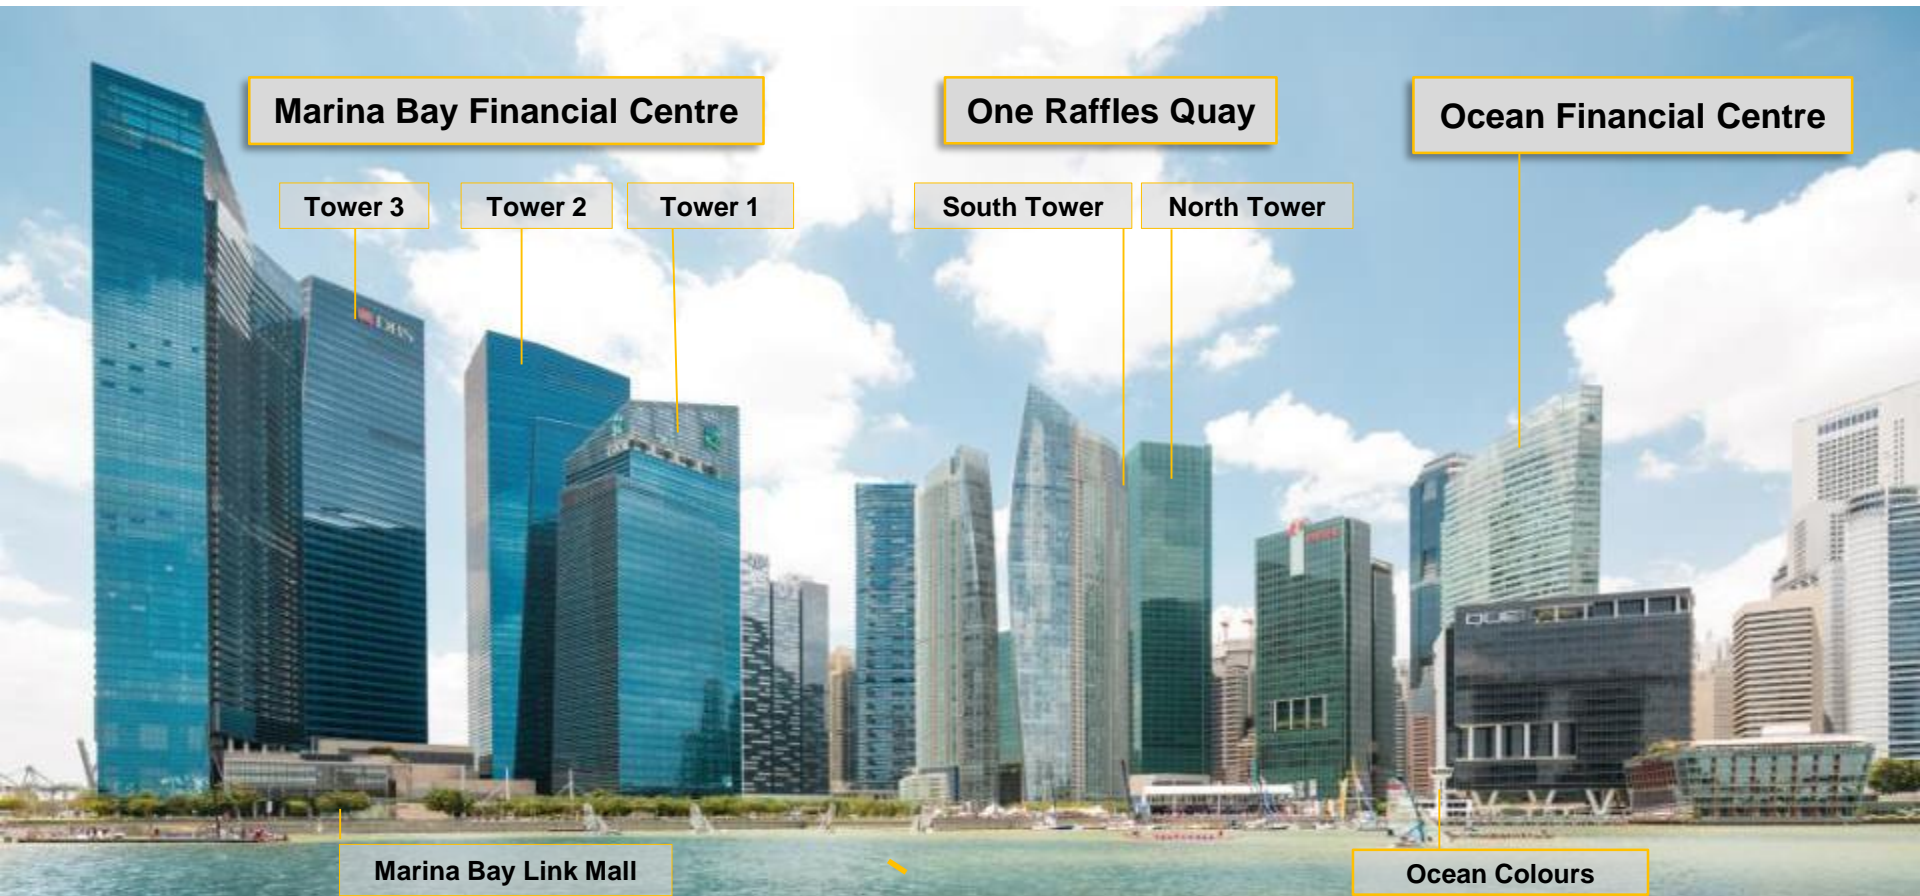 Marina Bay Financial Centre
One Raffles Quay
Ocean Financial Centre
Tower 3
Tower 2
Tower 1
South Tower
North Tower
DBS
OUE
Marina Bay Link Mall
Ocean Colours